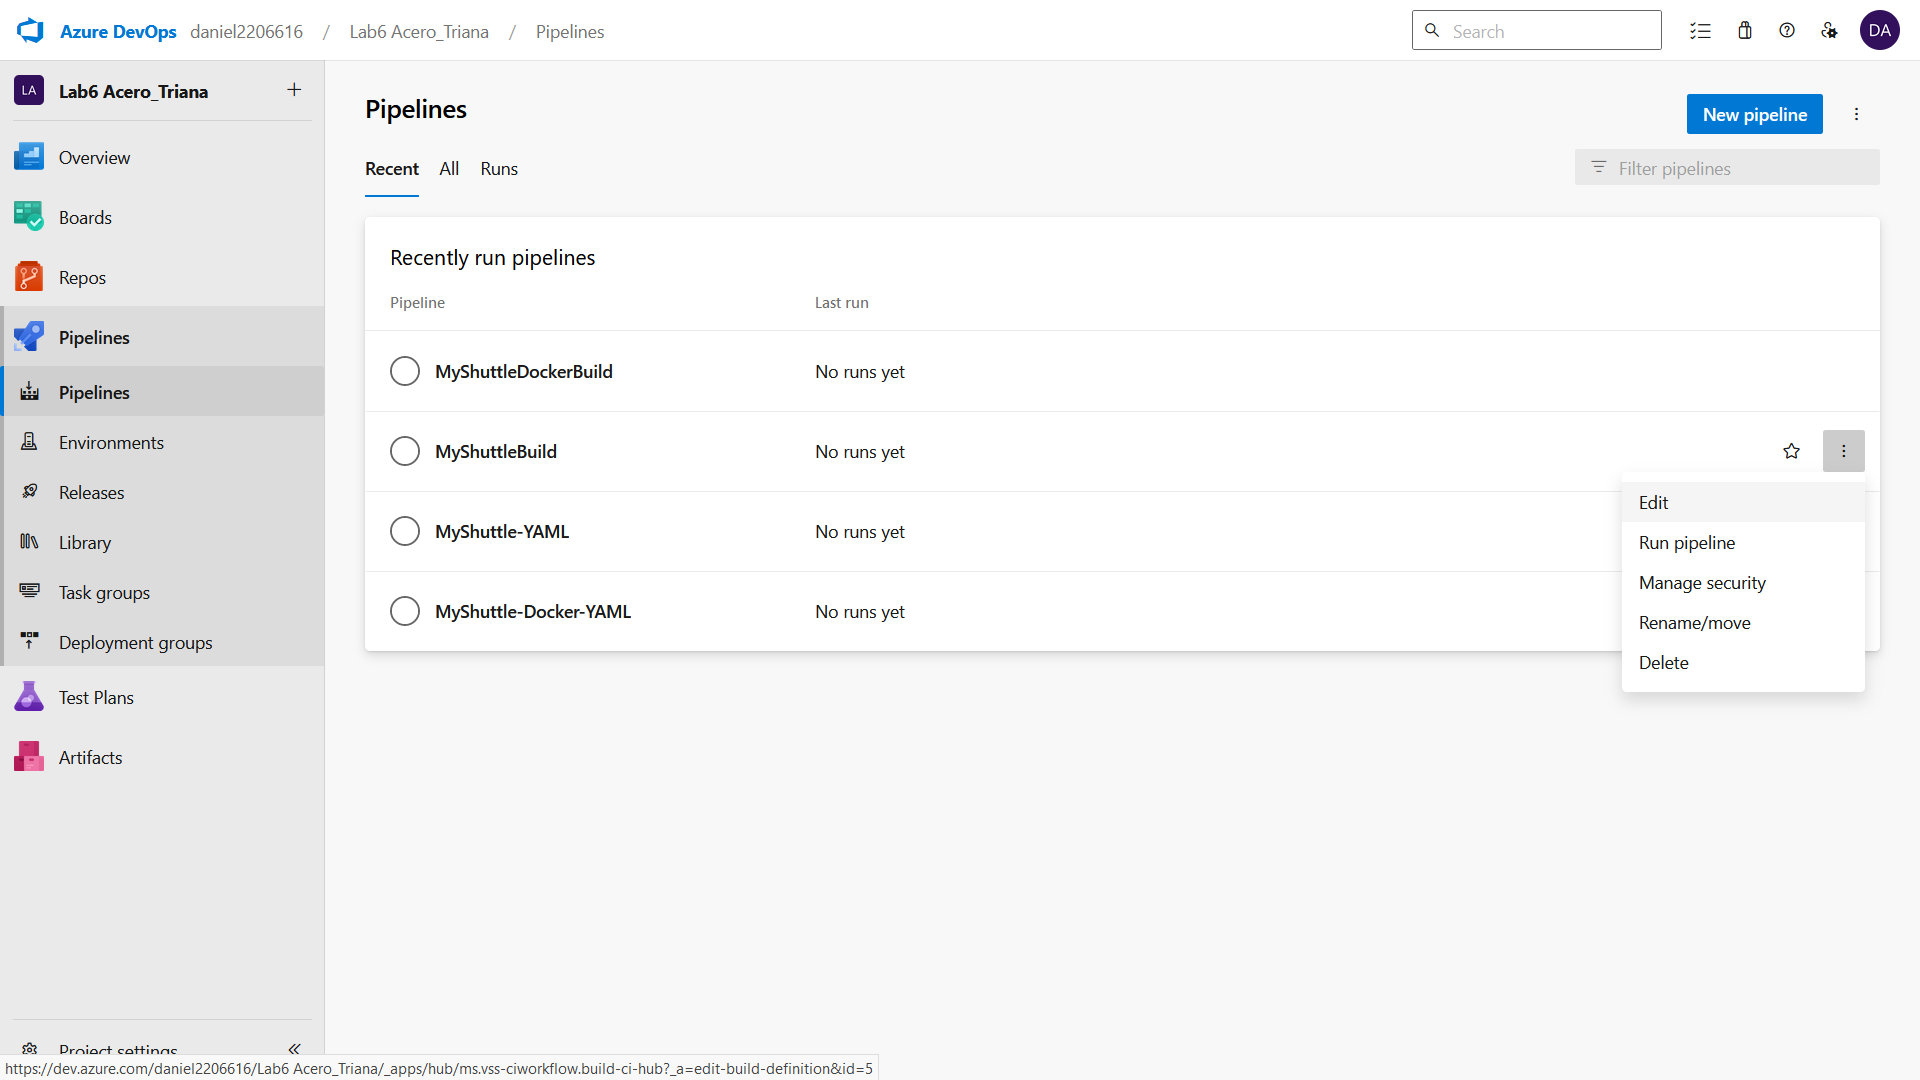 Azure DevOps daniel2206616 / Lab6 Acero_Triana / Pipelines
Search
DA
LA Lab6 Acero_Triana
Overview
Boards
Repos
Pipelines
Pipelines
Environments
Releases
Library
Task groups
Deployment groups
Test Plans
Artifacts
Project settings
Pipelines
New pipeline
Recent All Runs
Filter pipelines
Recently run pipelines
Pipeline Last run
MyShuttleDockerBuild No runs yet
MyShuttleBuild No runs yet
MyShuttle-YAML No runs yet
MyShuttle-Docker-YAML No runs yet
Edit
Run pipeline
Manage security
Rename/move
Delete
https://dev.azure.com/daniel2206616/Lab6 Acero_Triana/_apps/hub/ms.vss-ciworkflow.build-ci-hub?_a=edit-build-definition&id=5